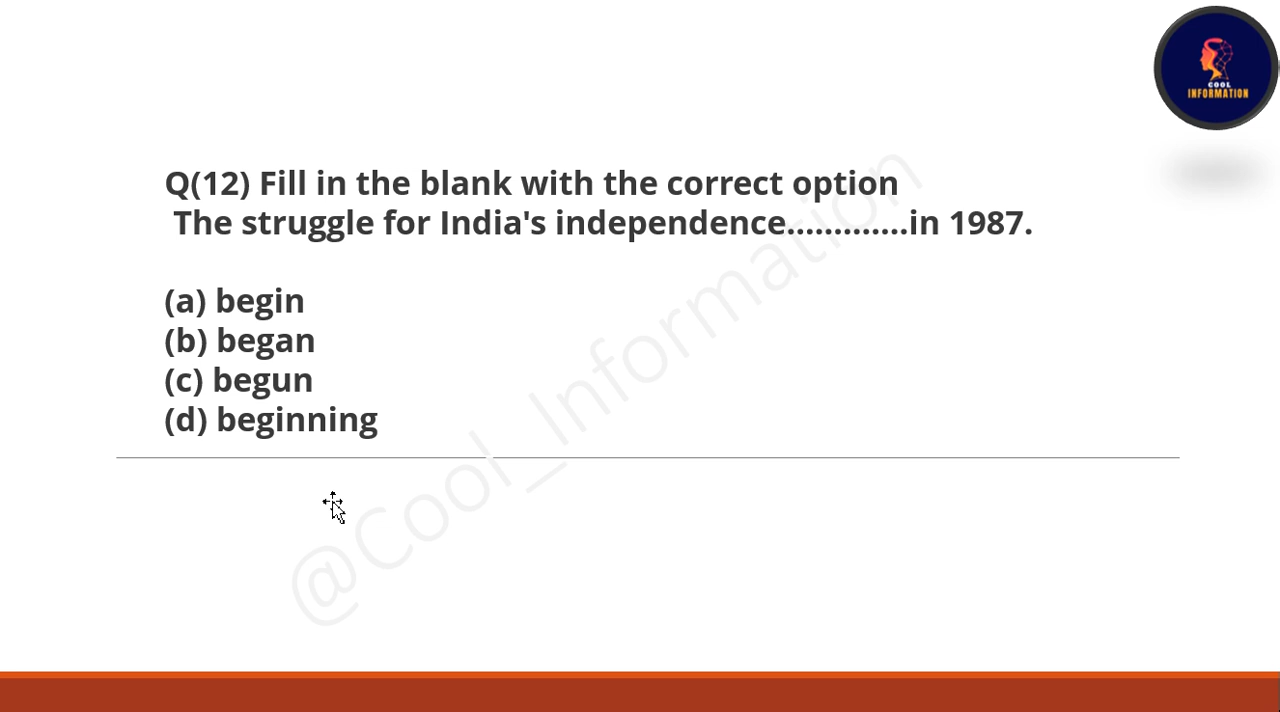 COOL
INFORMATION
Q(12) Fill in the blank with the correct option
The struggle for India's independence.............in 1987.
(a) begin
(b) began
(c) begun
(d) beginning
@Cool_Information